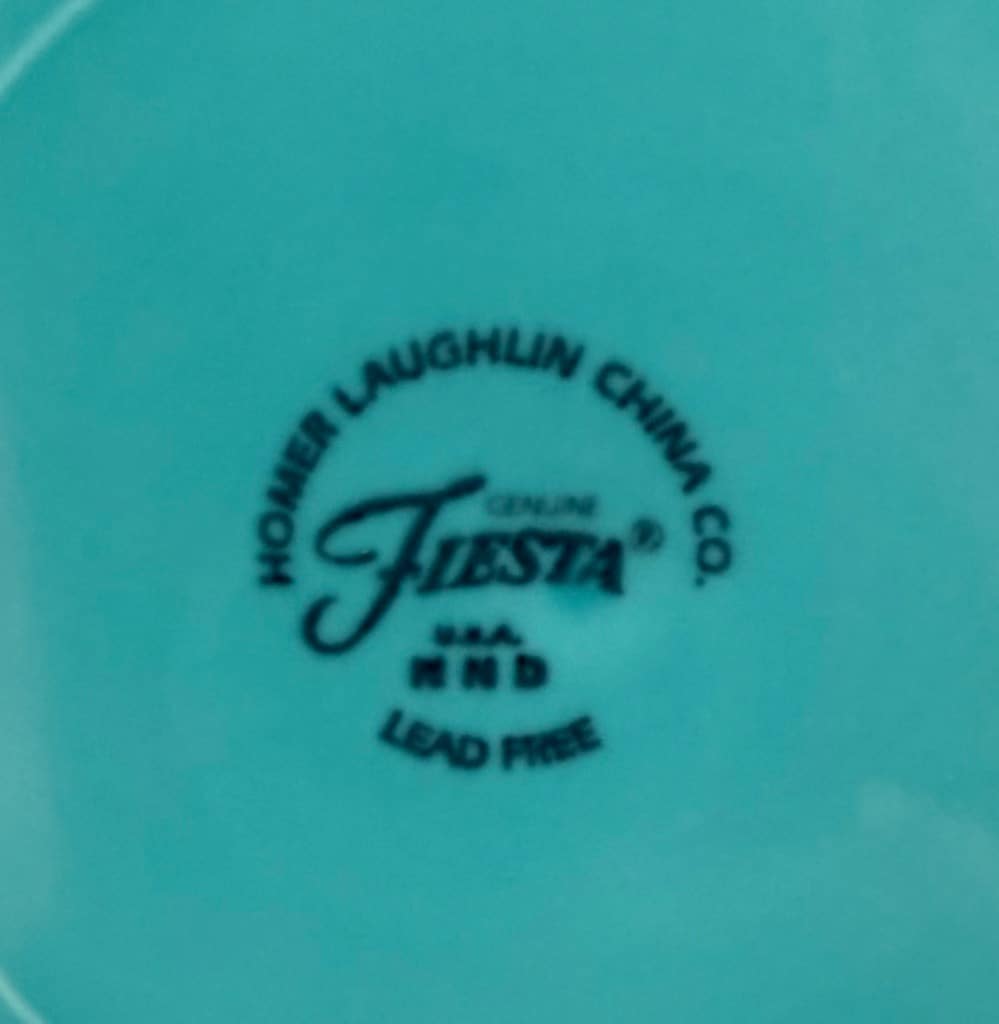 HOMER LAUGHLIN CHINA CO.
GENUINE
FIESTA®
U.S.A.
N N D
LEAD FREE